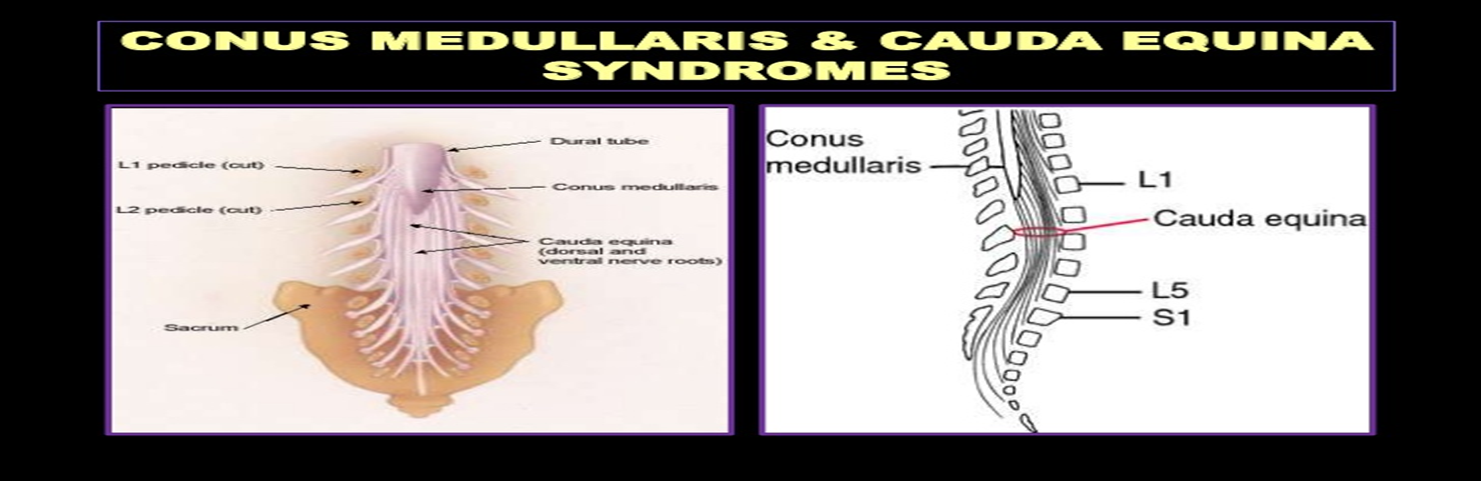 CONUS MEDULLARIS & CAUDA EQUINA
SYNDROMES
L1 pedicle (cut)
L2 pedicle (cut)
Sacrum
Dural tube
Conus medullaris
Cauda equina
(dorsal and
ventral nerve roots)
Conus
medullaris
L1
Cauda equina
L5
S1